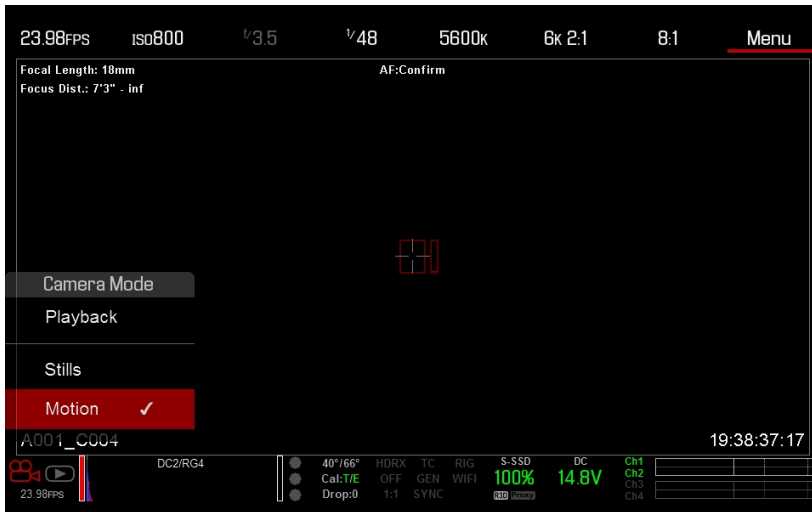 23.98FPS ISO800 1/3.5 1/48 5600K 6K 2:1 8:1 Menu
Focal Length: 18mm AF:Confirm
Focus Dist.: 7'3" - inf
Camera Mode
Playback
Stills
Motion ✓
A001_C004 19:38:37:17
DC2/RG4 40°/66° HDRX TC RIG S-SSD DC Ch1
Cal:T/E OFF GEN WIFI 100% 14.8V Ch2
23.98FPS Drop:0 1:1 SYNC R3D Proxy Ch3
Ch4